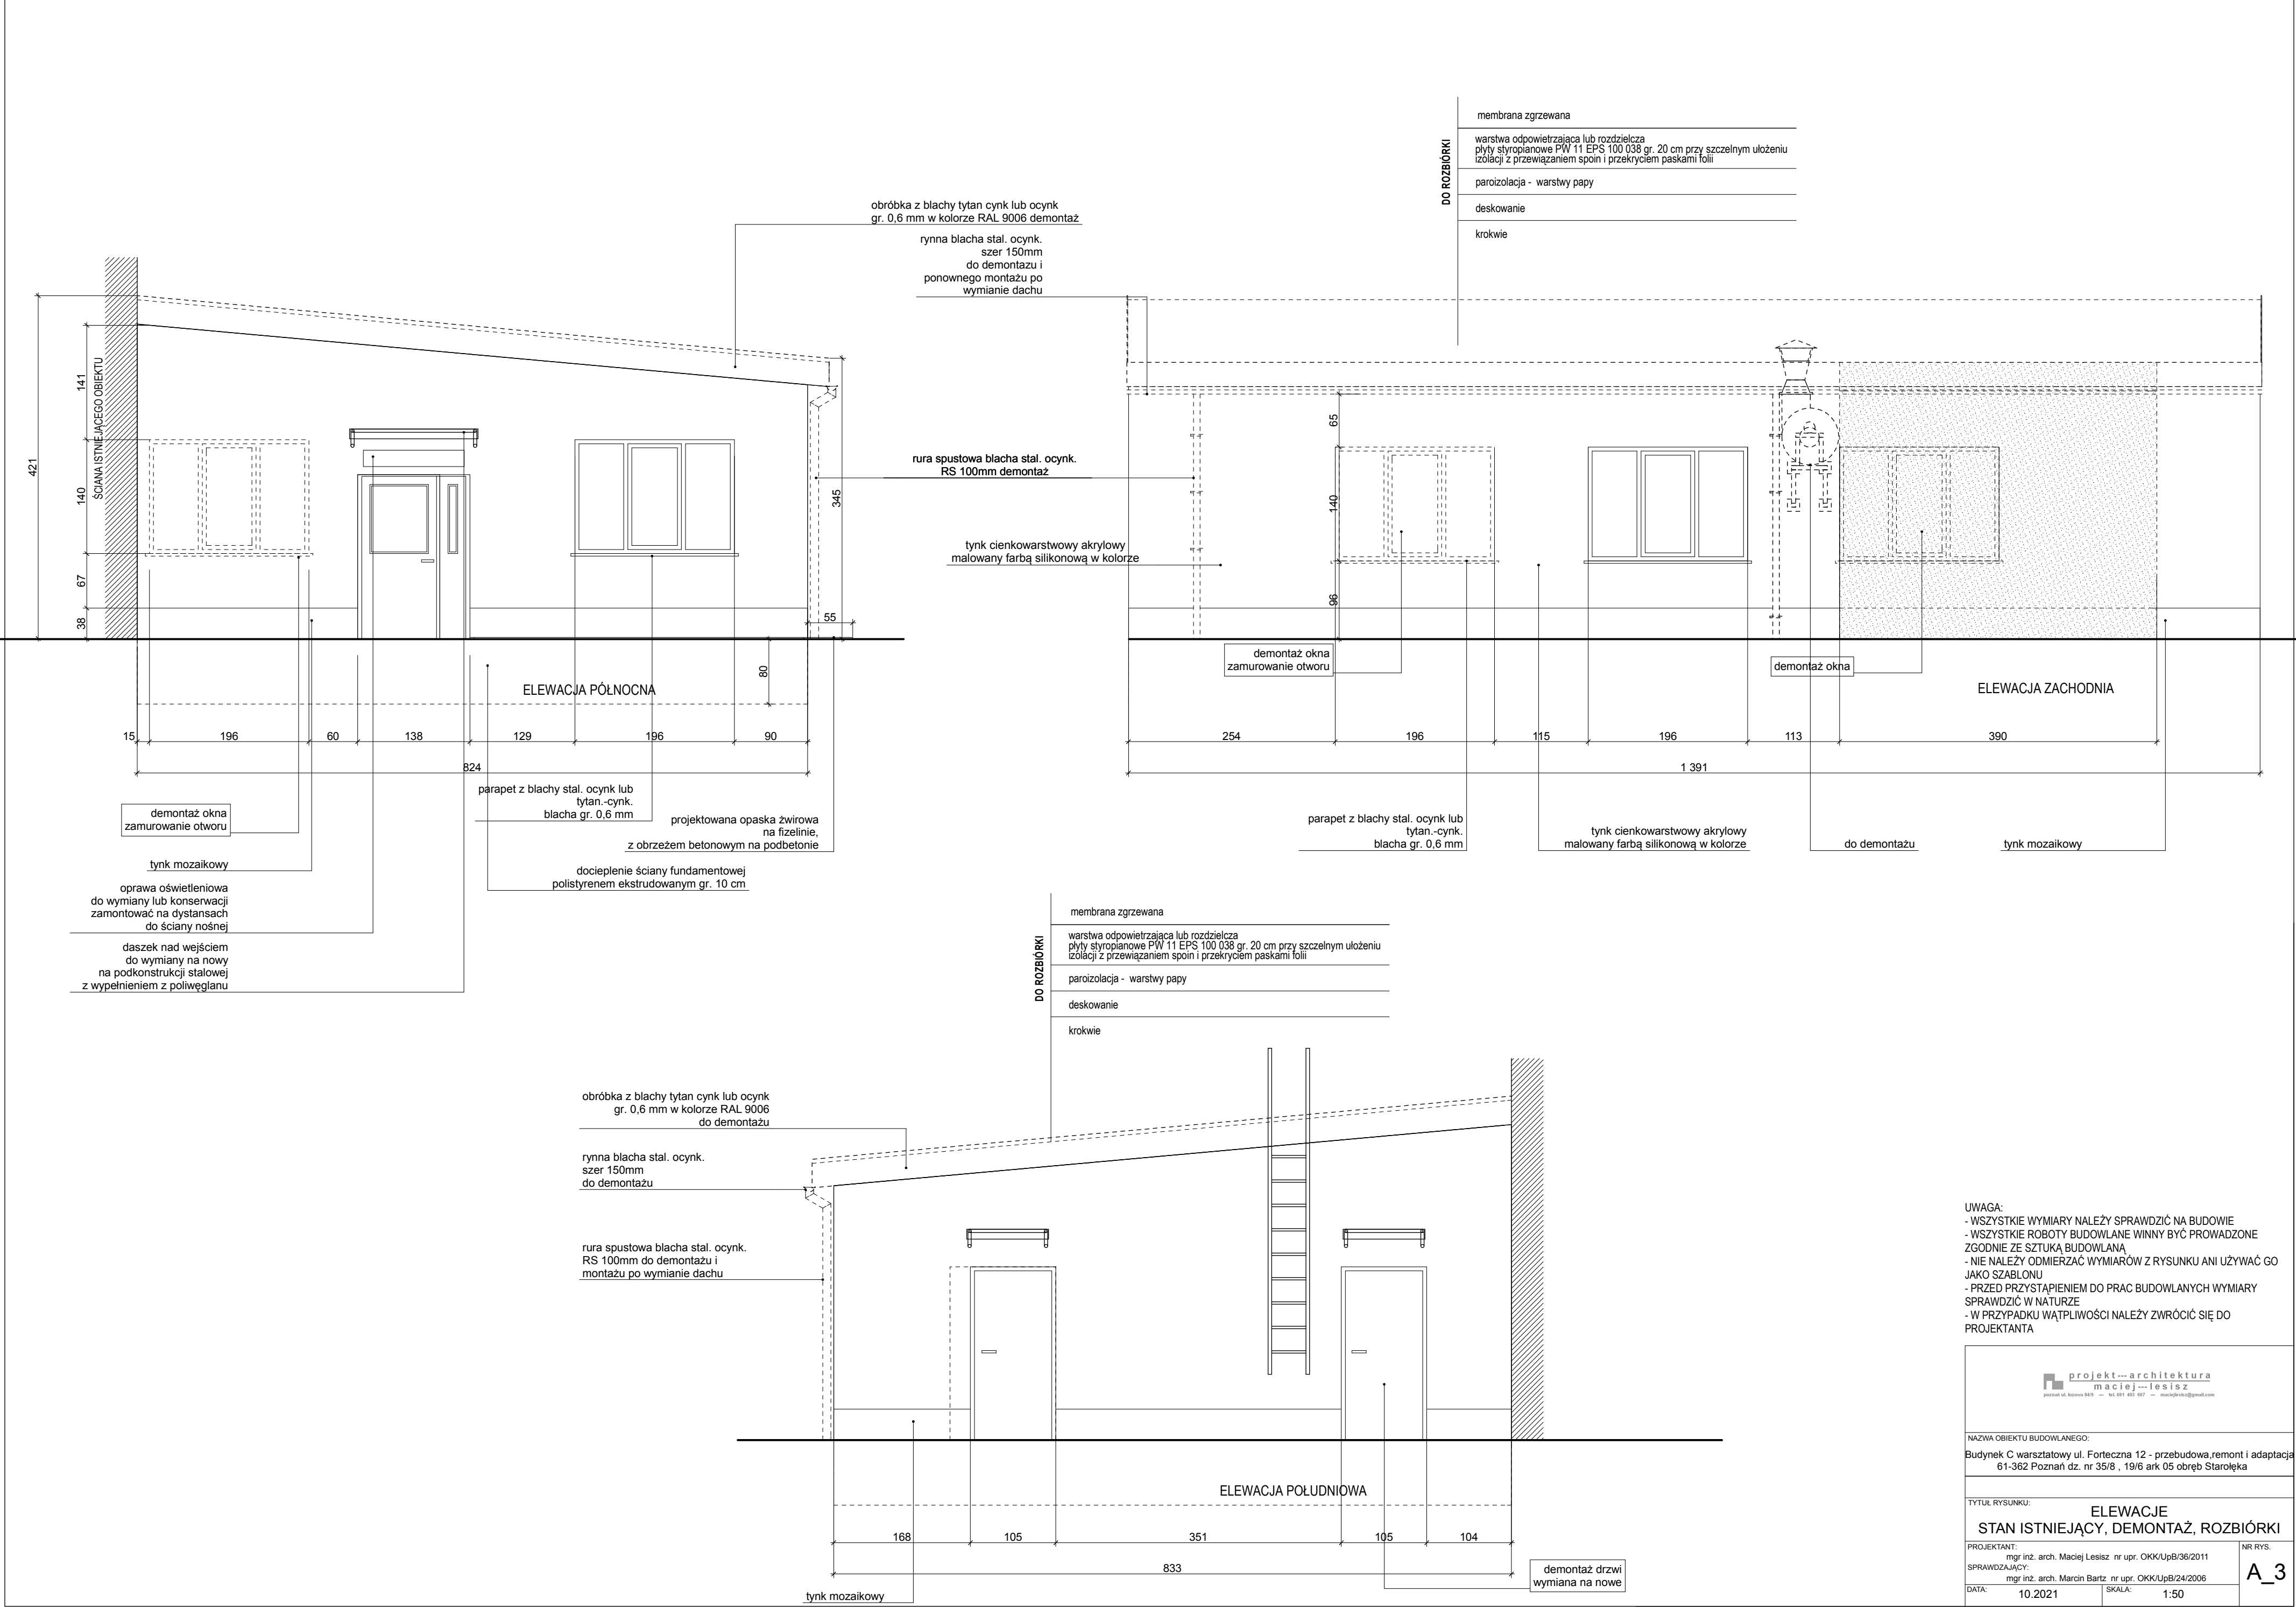 DO ROZBIÓRKI
membrana zgrzewana
warstwa odpowietrzająca lub rozdzielcza
płyty styropianowe PW 11 EPS 100 038 gr. 20 cm przy szczelnym ułożeniu
izolacji z przewiązaniem spoin i przekryciem paskami folii
paroizolacja - warstwy papy
deskowanie
krokwie
obróbka z blachy tytan cynk lub ocynk
gr. 0,6 mm w kolorze RAL 9006 demontaż
rynna blacha stal. ocynk.
szer 150mm
do demontazu i
ponownego montażu po
wymianie dachu
421
141
140
67
38
ŚCIANA ISTNIEJĄCEGO OBIEKTU
345
55
80
rura spustowa blacha stal. ocynk.
RS 100mm demontaż
tynk cienkowarstwowy akrylowy
malowany farbą silikonową w kolorze
65
140
96
demontaż okna
zamurowanie otworu
demontaż okna
ELEWACJA PÓŁNOCNA
ELEWACJA ZACHODNIA
15
196
60
138
129
196
90
824
254
196
115
196
113
390
1 391
demontaż okna
zamurowanie otworu
tynk mozaikowy
oprawa oświetleniowa
do wymiany lub konserwacji
zamontować na dystansach
do ściany nośnej
daszek nad wejściem
do wymiany na nowy
na podkonstrukcji stalowej
z wypełnieniem z poliwęglanu
parapet z blachy stal. ocynk lub
tytan.-cynk.
blacha gr. 0,6 mm
projektowana opaska żwirowa
na fizelinie,
z obrzeżem betonowym na podbetonie
docieplenie ściany fundamentowej
polistyrenem ekstrudowanym gr. 10 cm
parapet z blachy stal. ocynk lub
tytan.-cynk.
blacha gr. 0,6 mm
tynk cienkowarstwowy akrylowy
malowany farbą silikonową w kolorze
do demontażu
tynk mozaikowy
DO ROZBIÓRKI
membrana zgrzewana
warstwa odpowietrzająca lub rozdzielcza
płyty styropianowe PW 11 EPS 100 038 gr. 20 cm przy szczelnym ułożeniu
izolacji z przewiązaniem spoin i przekryciem paskami folii
paroizolacja - warstwy papy
deskowanie
krokwie
obróbka z blachy tytan cynk lub ocynk
gr. 0,6 mm w kolorze RAL 9006
do demontażu
rynna blacha stal. ocynk.
szer 150mm
do demontażu
rura spustowa blacha stal. ocynk.
RS 100mm do demontażu i
montażu po wymianie dachu
ELEWACJA POŁUDNIOWA
168
105
351
105
104
833
tynk mozaikowy
demontaż drzwi
wymiana na nowe
UWAGA:
- WSZYSTKIE WYMIARY NALEŻY SPRAWDZIĆ NA BUDOWIE
- WSZYSTKIE ROBOTY BUDOWLANE WINNY BYĆ PROWADZONE
ZGODNIE ZE SZTUKĄ BUDOWLANĄ
- NIE NALEŻY ODMIERZAĆ WYMIARÓW Z RYSUNKU ANI UŻYWAĆ GO
JAKO SZABLONU
- PRZED PRZYSTĄPIENIEM DO PRAC BUDOWLANYCH WYMIARY
SPRAWDZIĆ W NATURZE
- W PRZYPADKU WĄTPLIWOŚCI NALEŻY ZWRÓCIĆ SIĘ DO
PROJEKTANTA
projekt---architektura
maciej---lesisz
NAZWA OBIEKTU BUDOWLANEGO:
Budynek C warsztatowy ul. Forteczna 12 - przebudowa,remont i adaptacja
61-362 Poznań dz. nr 35/8 , 19/6 ark 05 obręb Starołęka
TYTUŁ RYSUNKU:
ELEWACJE
STAN ISTNIEJĄCY, DEMONTAŻ, ROZBIÓRKI
PROJEKTANT:
mgr inż. arch. Maciej Lesisz nr upr. OKK/UpB/36/2011
SPRAWDZAJĄCY:
mgr inż. arch. Marcin Bartz nr upr. OKK/UpB/24/2006
NR RYS.
A_3
DATA:
10.2021
SKALA:
1:50